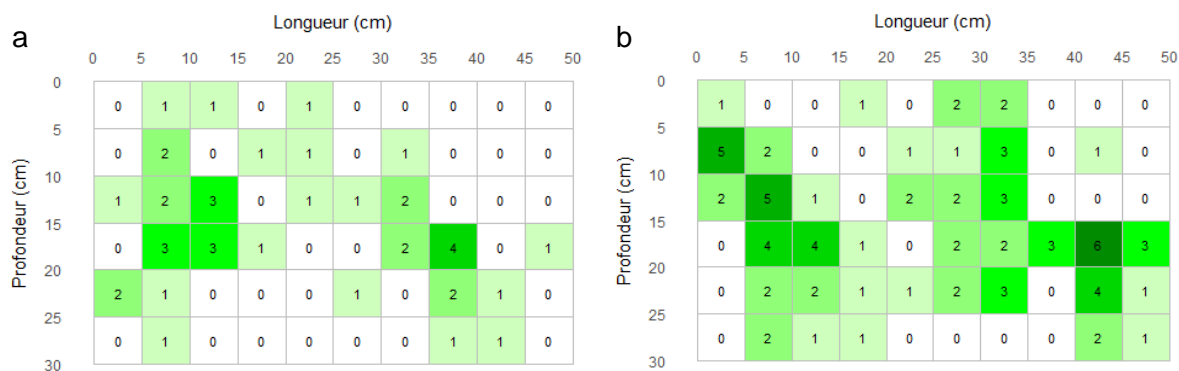 a
Longueur (cm)
0 5 10 15 20 25 30 35 40 45 50
Profondeur (cm)
0
0 1 1 0 1 0 0 0 0 0
5
0 2 0 1 1 0 1 0 0 0
10
1 2 3 0 1 1 2 0 0 0
15
0 3 3 1 0 0 2 4 0 1
20
2 1 0 0 0 1 0 2 1 0
25
0 1 0 0 0 0 0 1 1 0
30
b
Longueur (cm)
0 5 10 15 20 25 30 35 40 45 50
Profondeur (cm)
0
1 0 0 1 0 2 2 0 0 0
5
5 2 0 0 1 1 3 0 1 0
10
2 5 1 0 2 2 3 0 0 0
15
0 4 4 1 0 2 2 3 6 3
20
0 2 2 1 1 2 3 0 4 1
25
0 2 1 1 0 0 0 0 2 1
30